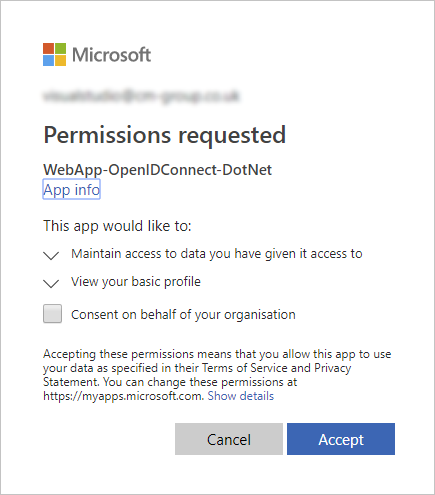 Microsoft
Permissions requested
WebApp-OpenIDConnect-DotNet
App info
This app would like to:
Maintain access to data you have given it access to
View your basic profile
Consent on behalf of your organisation
Accepting these permissions means that you allow this app to use
your data as specified in their Terms of Service and Privacy
Statement. You can change these permissions at
https://myapps.microsoft.com. Show details
Cancel Accept